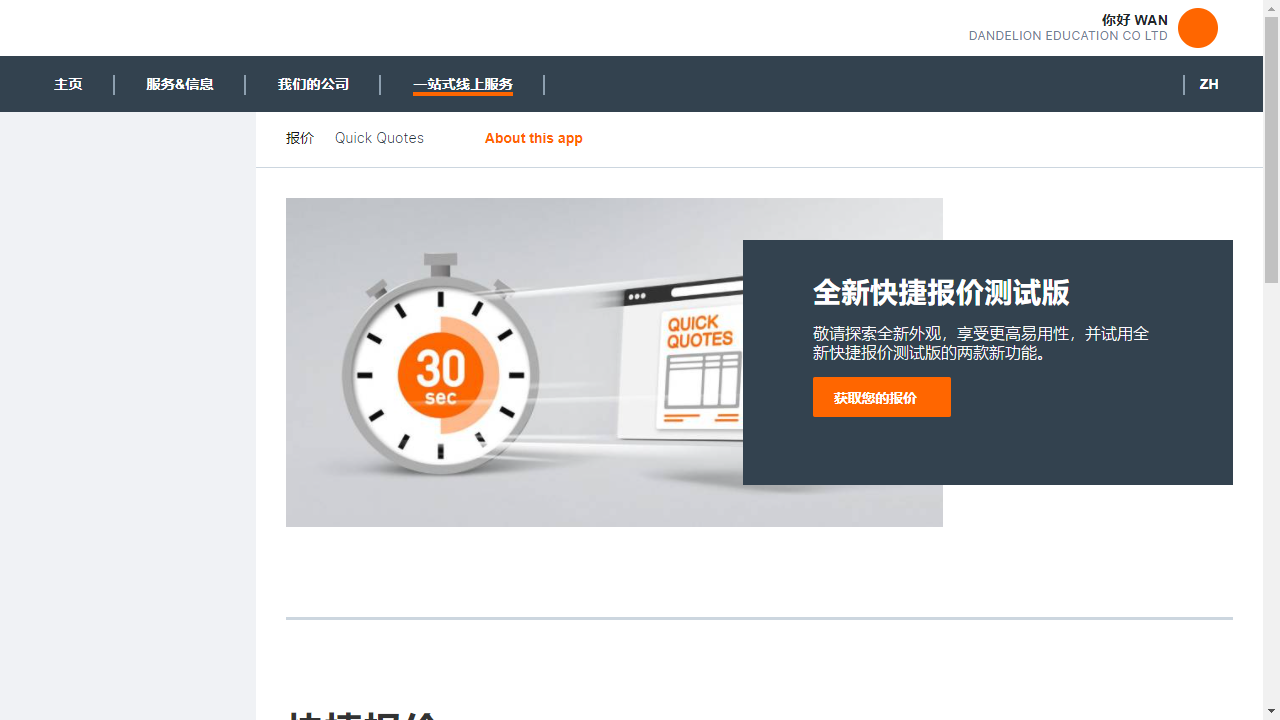 你好 WAN
DANDELION EDUCATION CO LTD
主页
服务&信息
我们的公司
一站式线上服务
ZH
报价
Quick Quotes
About this app
30
sec
QUICK
QUOTES
全新快捷报价测试版
敬请探索全新外观，享受更高易用性，并试用全
新快捷报价测试版的两款新功能。
获取您的报价
快捷报价